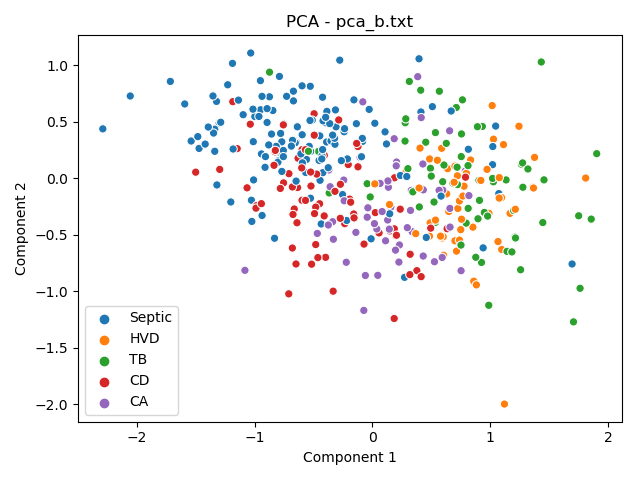 PCA - pca_b.txt
1.0
0.5
0.0
−0.5
−1.0
−1.5
−2.0
Component 2
Septic
HVD
TB
CD
CA
−2 −1 0 1 2
Component 1